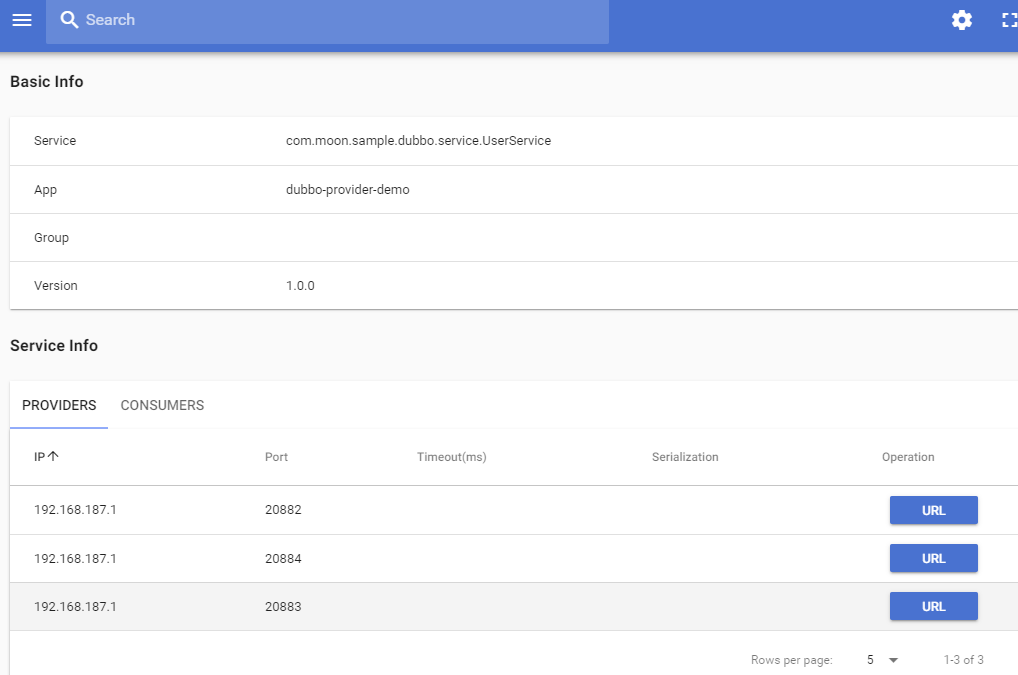 Search
Basic Info
Service com.moon.sample.dubbo.service.UserService
App dubbo-provider-demo
Group
Version 1.0.0
Service Info
PROVIDERS CONSUMERS
IP Port Timeout(ms) Serialization Operation
192.168.187.1 20882 URL
192.168.187.1 20884 URL
192.168.187.1 20883 URL
Rows per page: 5 1-3 of 3